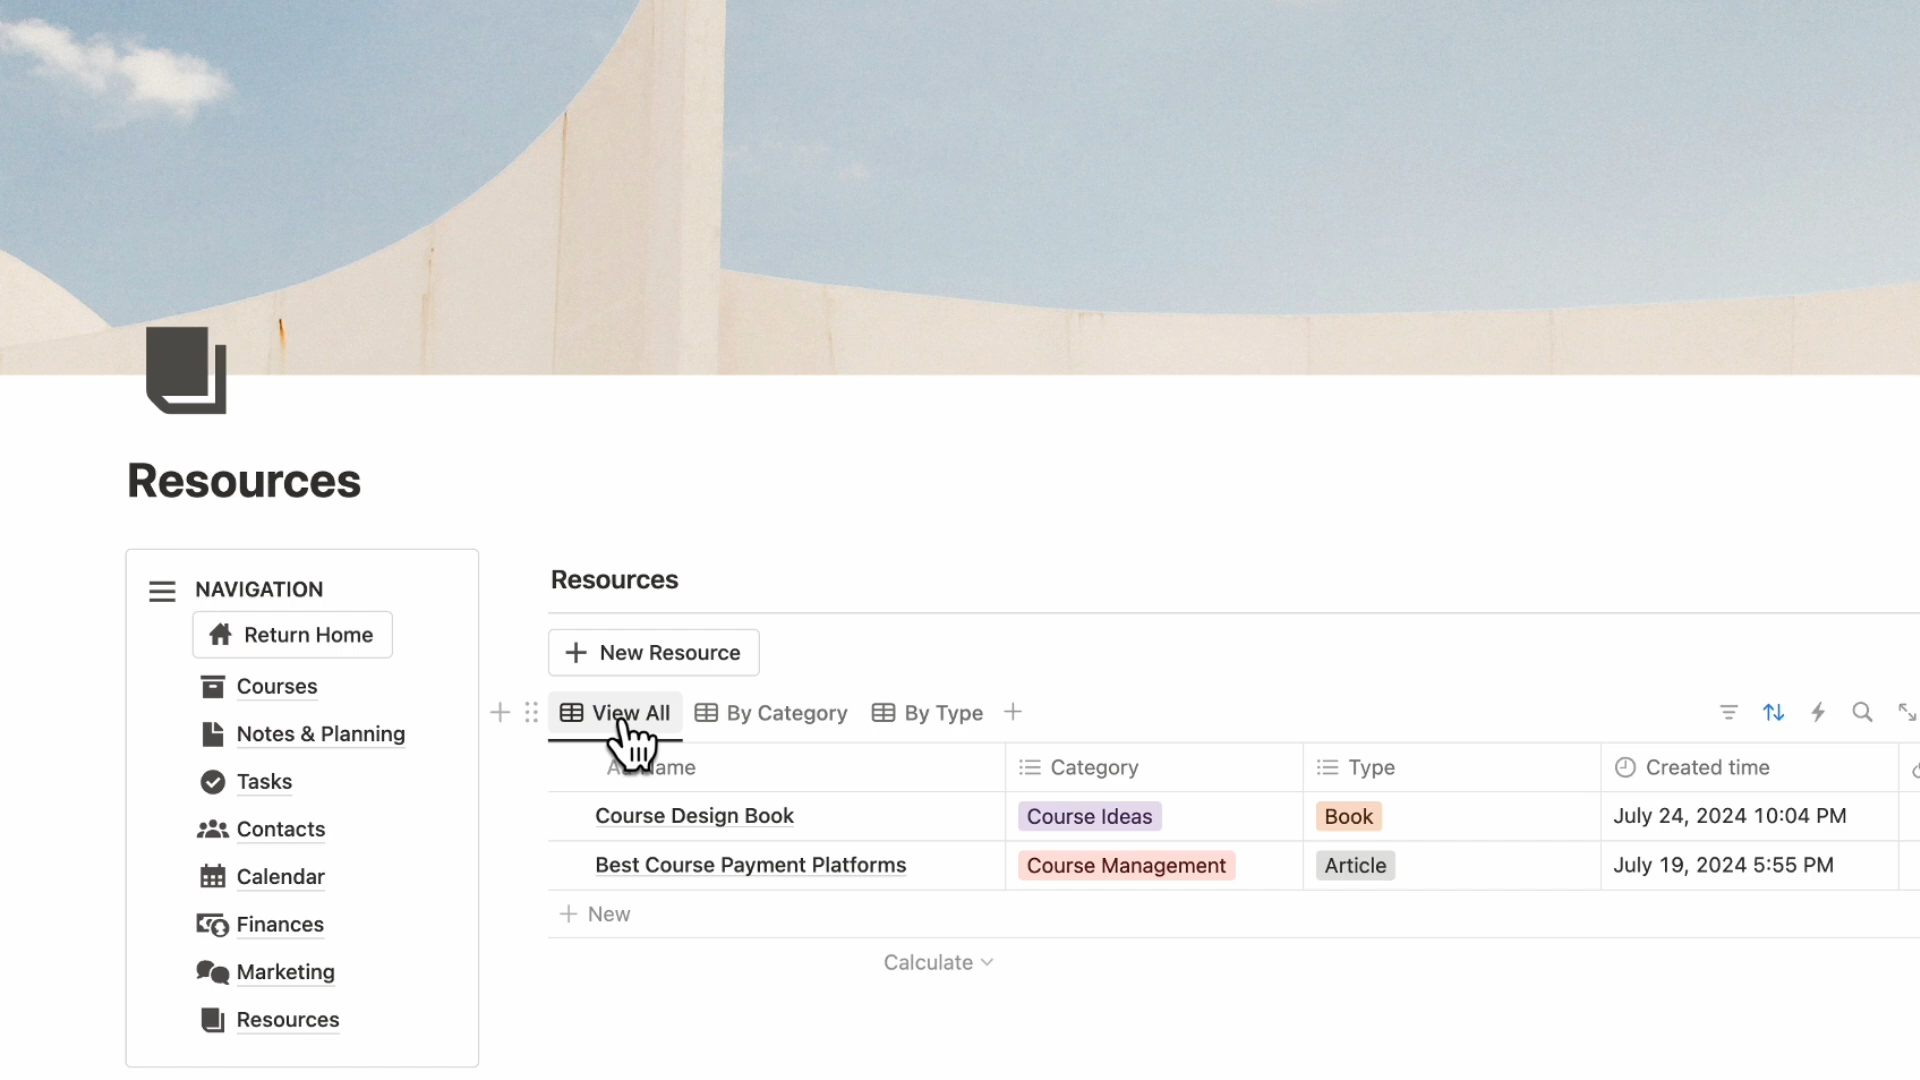 Resources
NAVIGATION
Return Home
Courses
Notes & Planning
Tasks
Contacts
Calendar
Finances
Marketing
Resources
Resources
New Resource
View All By Category By Type
Category Type Created time
Course Design Book Course Ideas Book July 24, 2024 10:04 PM
Best Course Payment Platforms Course Management Article July 19, 2024 5:55 PM
New
Calculate